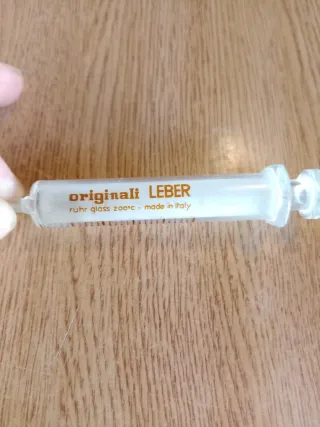 originali LEBER
ruhr glass 200°c - made in italy